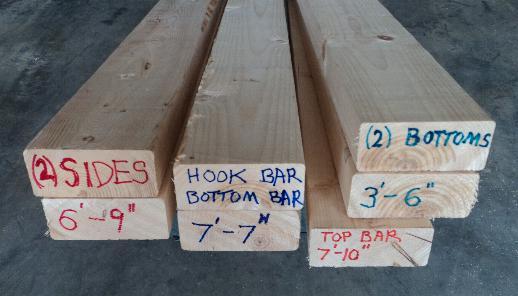 (2) SIDES
6'-9"
HOOK BAR
BOTTOM BAR
7'-7"
(2) BOTTOMS
3'-6"
TOP BAR
7'-10"